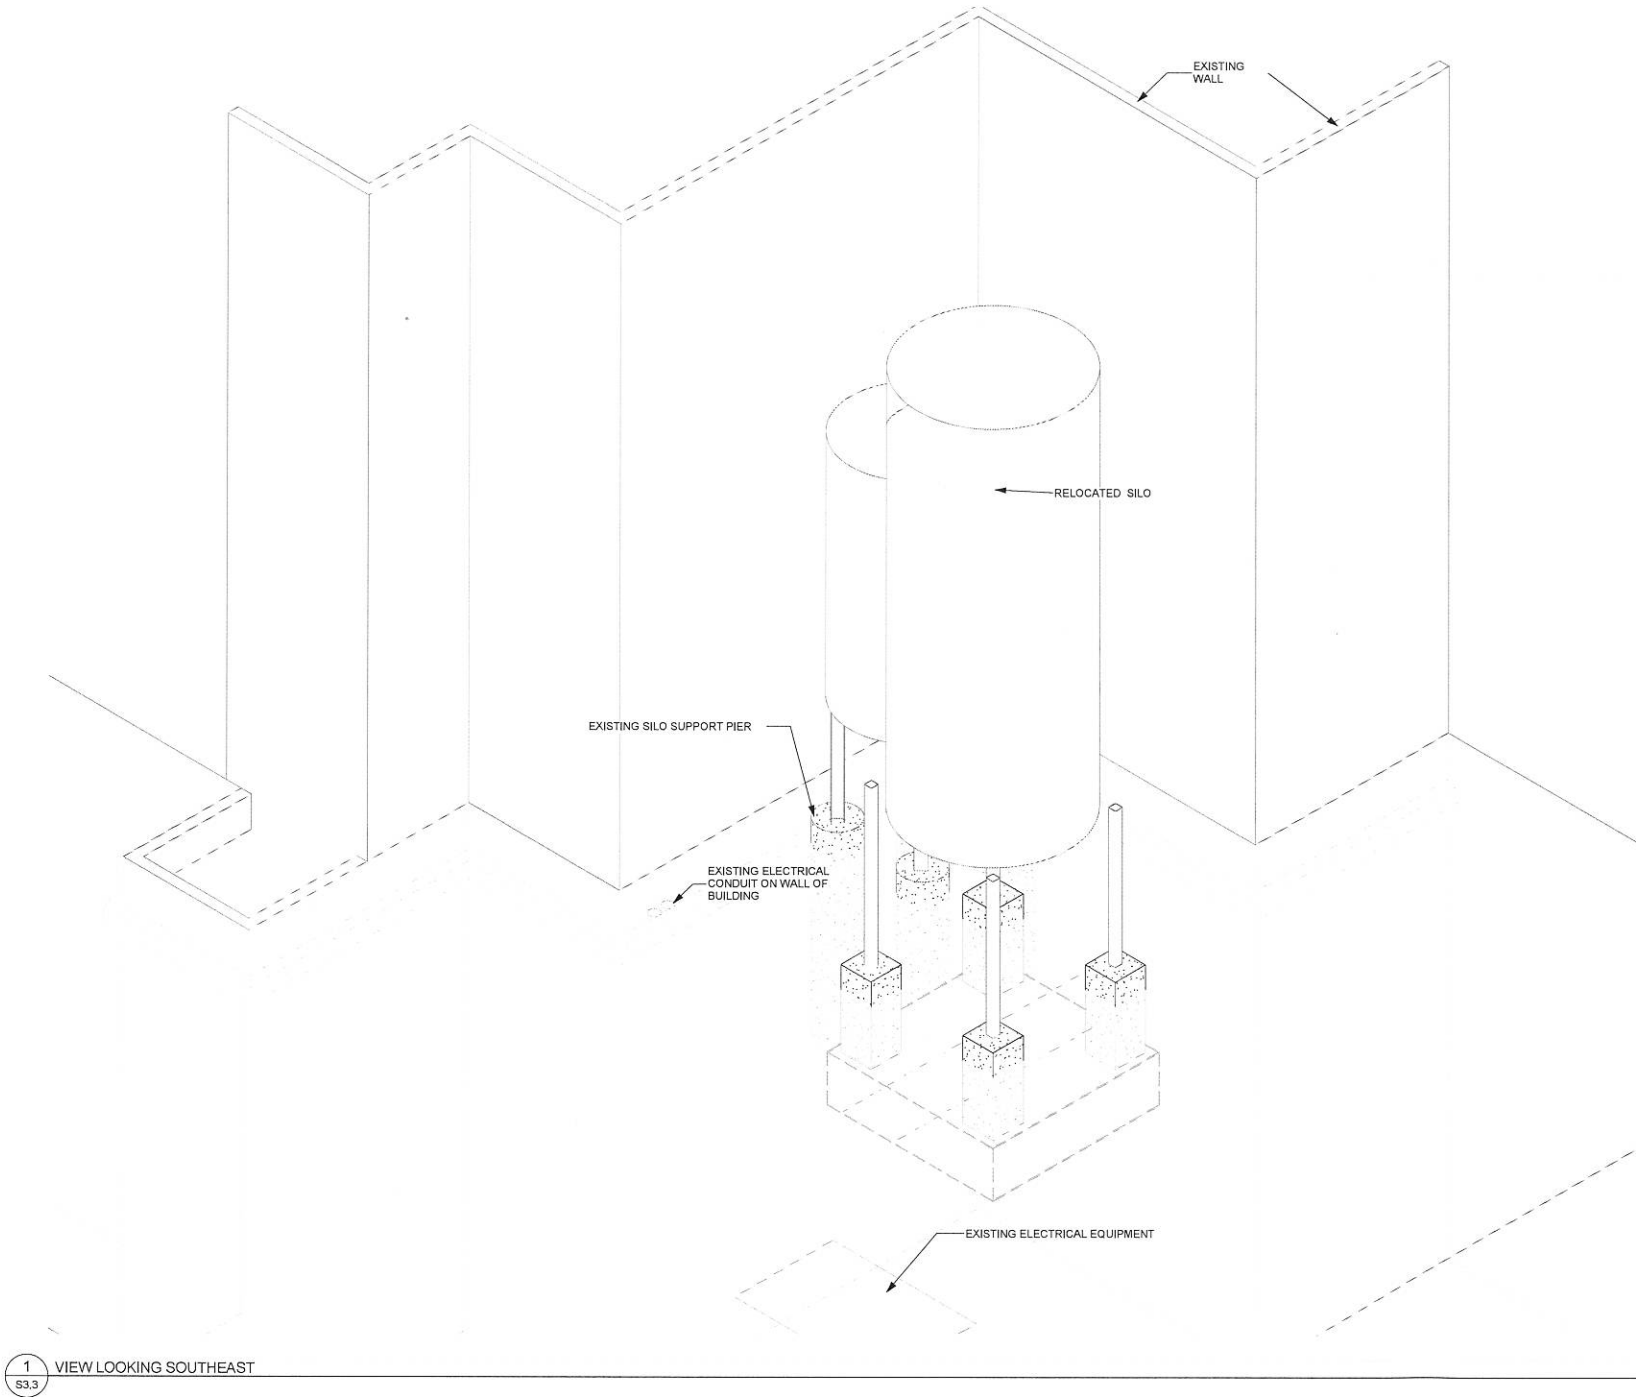 EXISTING
WALL
RELOCATED SILO
EXISTING SILO SUPPORT PIER
EXISTING ELECTRICAL
CONDUIT ON WALL OF
BUILDING
EXISTING ELECTRICAL EQUIPMENT
1
S3.3
VIEW LOOKING SOUTHEAST